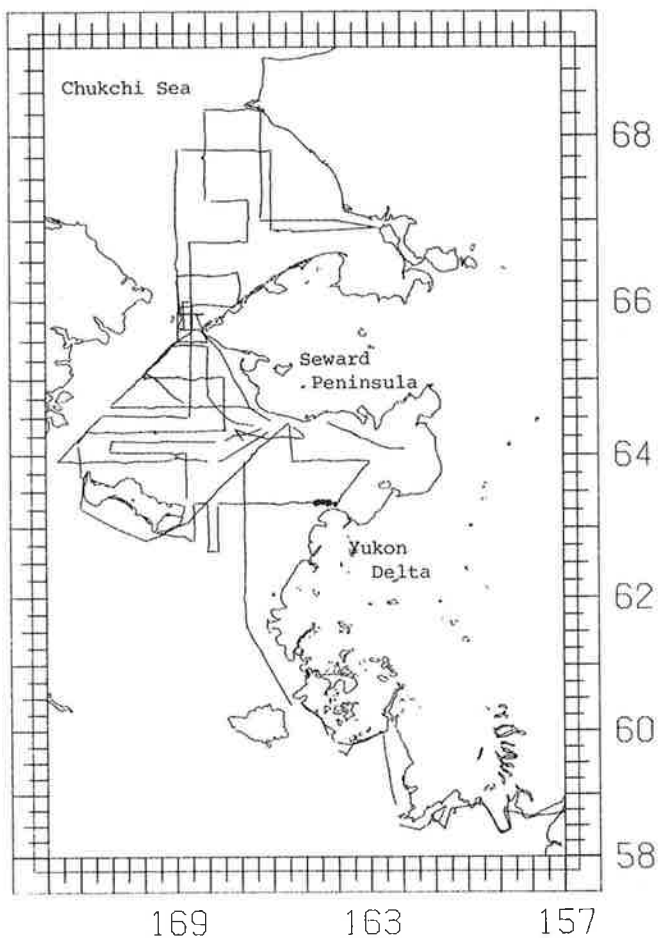 Chukchi Sea
68
66
Seward
Peninsula
64
Yukon
Delta
62
60
58
169 163 157